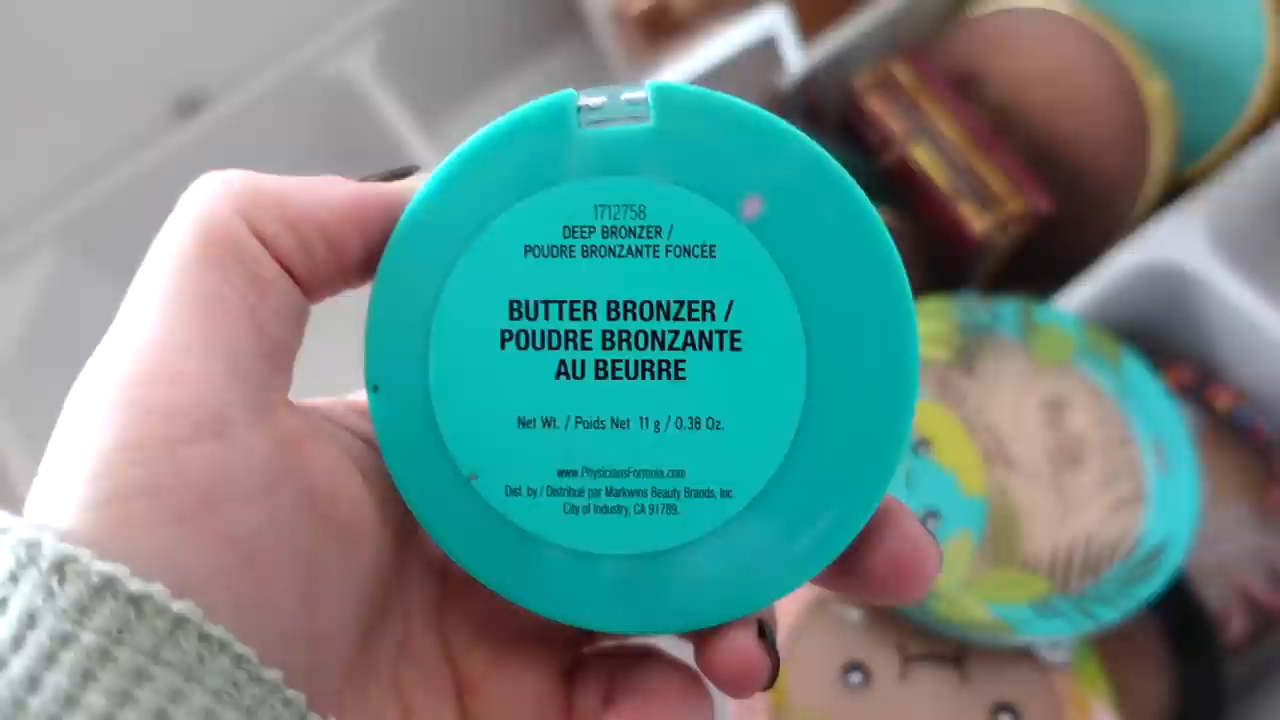 1712758
DEEP BRONZER /
POUDRE BRONZANTE FONCÉE
BUTTER BRONZER /
POUDRE BRONZANTE
AU BEURRE
Net Wt. / Poids Net 11 g / 0.38 Oz.
www.PhysiciansFormula.com
Dist. by / Distribué par Markwins Beauty Brands, Inc.
City of Industry, CA 91789.